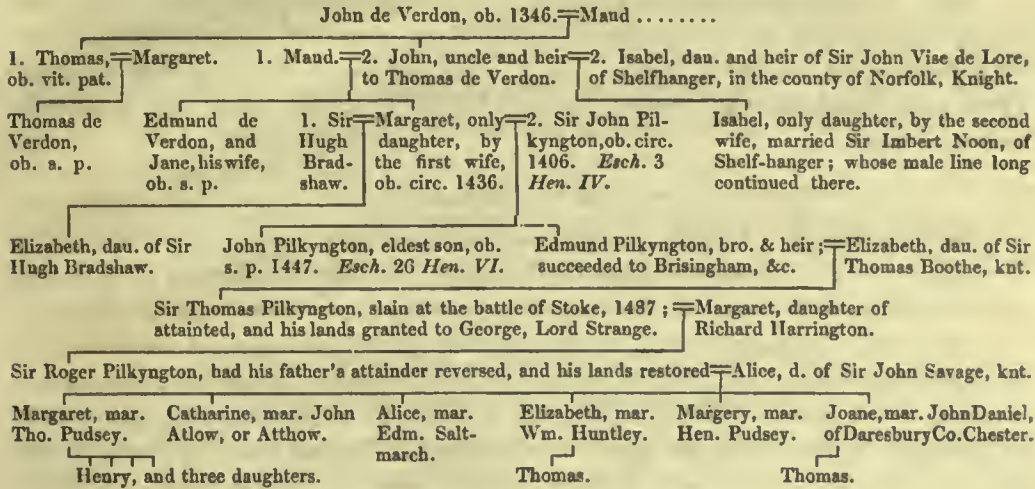 John de Verdon, ob. 1346.=Maud ........
1. Thomas,=Margaret. 1. Maud.=2. John, uncle and heir=2. Isabel, dau. and heir of Sir John Vise de Lore,
ob. vit. pat. to Thomas de Verdon. of Shelfhanger, in the county of Norfolk, Knight.
Thomas de Edmund de 1. Sir=Margaret, only=2. Sir John Pil- Isabel, only daughter, by the second
Verdon, Verdon, and Hugh daughter, by kyngton, ob. circ. wife, married Sir Imbert Noon, of
ob. s. p. Jane, his wife, Brad- the first wife, 1406. Esch. 3 Shelf-hanger; whose male line long
ob. s. p. shaw. ob. circ. 1436. Hen. IV. continued there.
Elizabeth, dau. of Sir John Pilkyngton, eldest son, ob. Edmund Pilkyngton, bro. & heir;=Elizabeth, dau. of Sir
Hugh Bradshaw. s. p. 1447. Esch. 26 Hen. VI. succeeded to Brisingham, &c. Thomas Boothe, knt.
Sir Thomas Pilkyngton, slain at the battle of Stoke, 1487;=Margaret, daughter of
attainted, and his lands granted to George, Lord Strange. Richard Harrington.
Sir Roger Pilkyngton, had his father's attainder reversed, and his lands restored=Alice, d. of Sir John Savage, knt.
Margaret, mar. Catharine, mar. John Alice, mar. Elizabeth, mar. Margery, mar. Joane, mar. John Daniel,
Tho. Pudsey. Atlow, or Atthow. Edm. Salt- Wm. Huntley. Hen. Pudsey. of Daresbury Co. Chester.
march.
Henry, and three daughters. Thomas. Thomas.